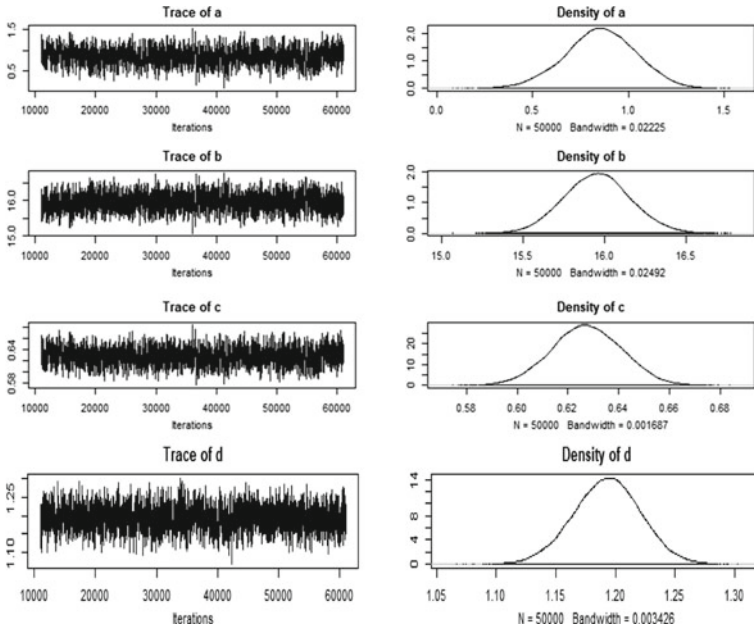 Trace of a
1.5
0.5
10000 20000 30000 40000 50000 60000
Iterations
Density of a
2.0
1.0
0.0
0.0 0.5 1.0 1.5
N = 50000 Bandwidth = 0.02225
Trace of b
16.0
15.0
10000 20000 30000 40000 50000 60000
Iterations
Density of b
2.0
1.0
0.0
15.0 15.5 16.0 16.5
N = 50000 Bandwidth = 0.02492
Trace of c
0.64
0.58
10000 20000 30000 40000 50000 60000
Iterations
Density of c
20
10
0
0.58 0.60 0.62 0.64 0.66 0.68
N = 50000 Bandwidth = 0.001687
Trace of d
1.25
1.10
10000 20000 30000 40000 50000 60000
Iterations
Density of d
14
8
4
0
1.05 1.10 1.15 1.20 1.25 1.30
N = 50000 Bandwidth = 0.003426